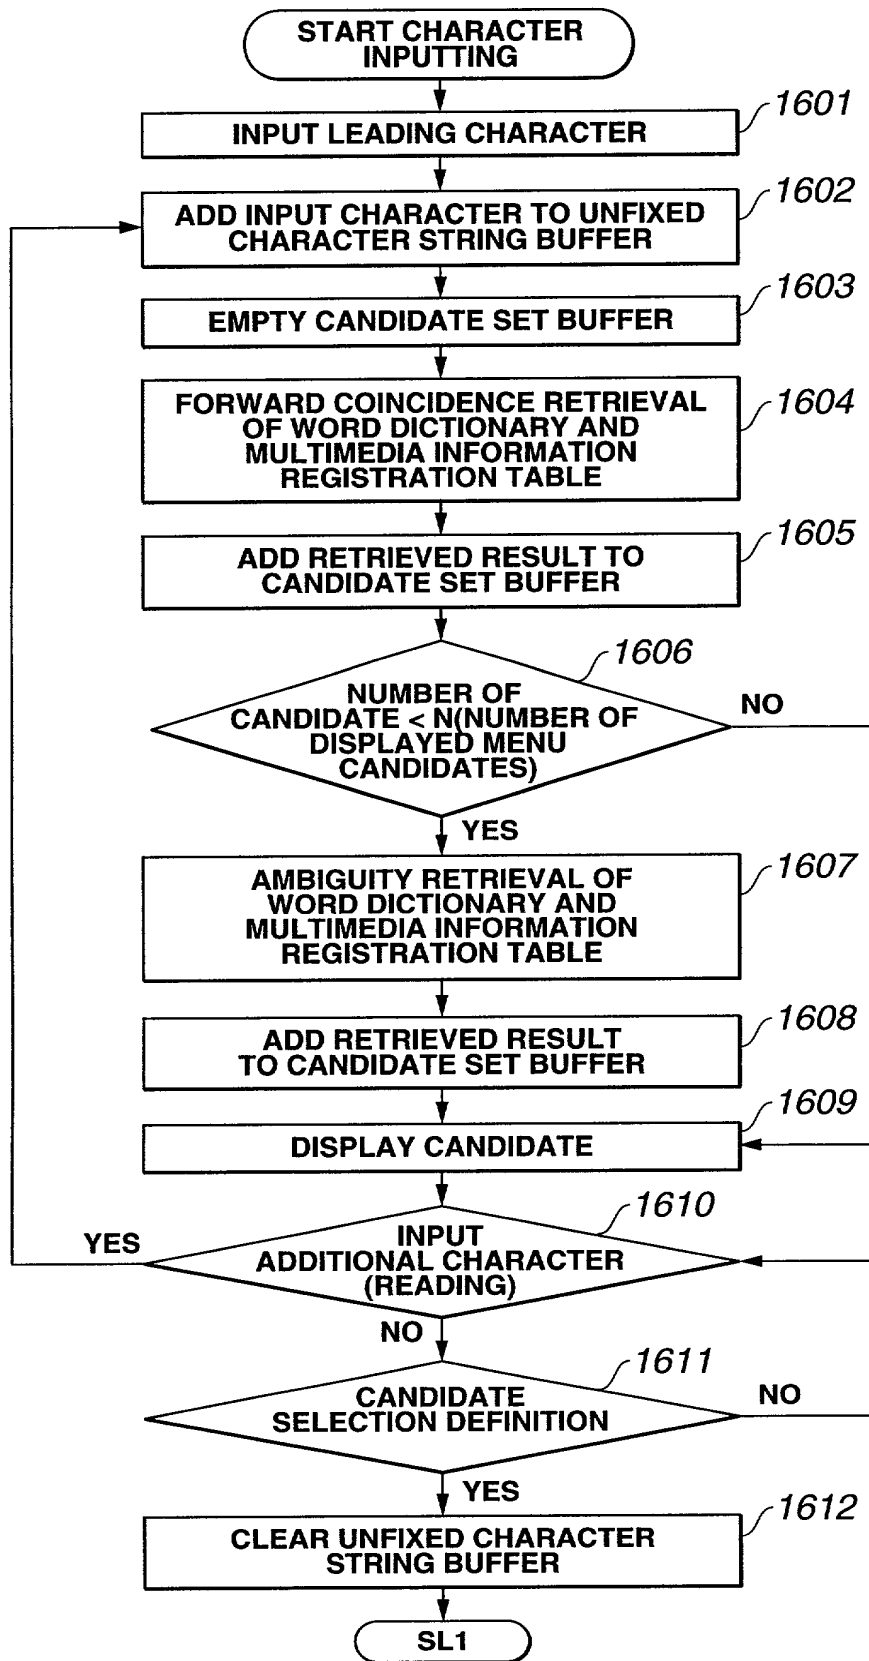 START CHARACTER
INPUTTING
1601
INPUT LEADING CHARACTER
1602
ADD INPUT CHARACTER TO UNFIXED
CHARACTER STRING BUFFER
1603
EMPTY CANDIDATE SET BUFFER
1604
FORWARD COINCIDENCE RETRIEVAL
OF WORD DICTIONARY AND
MULTIMEDIA INFORMATION
REGISTRATION TABLE
1605
ADD RETRIEVED RESULT TO
CANDIDATE SET BUFFER
1606
NUMBER OF
CANDIDATE < N(NUMBER OF
DISPLAYED MENU
CANDIDATES)
NO
YES
1607
AMBIGUITY RETRIEVAL OF
WORD DICTIONARY AND
MULTIMEDIA INFORMATION
REGISTRATION TABLE
1608
ADD RETRIEVED RESULT
TO CANDIDATE SET BUFFER
1609
DISPLAY CANDIDATE
1610
YES
INPUT
ADDITIONAL CHARACTER
(READING)
NO
1611
CANDIDATE
SELECTION DEFINITION
NO
YES
1612
CLEAR UNFIXED CHARACTER
STRING BUFFER
SL1